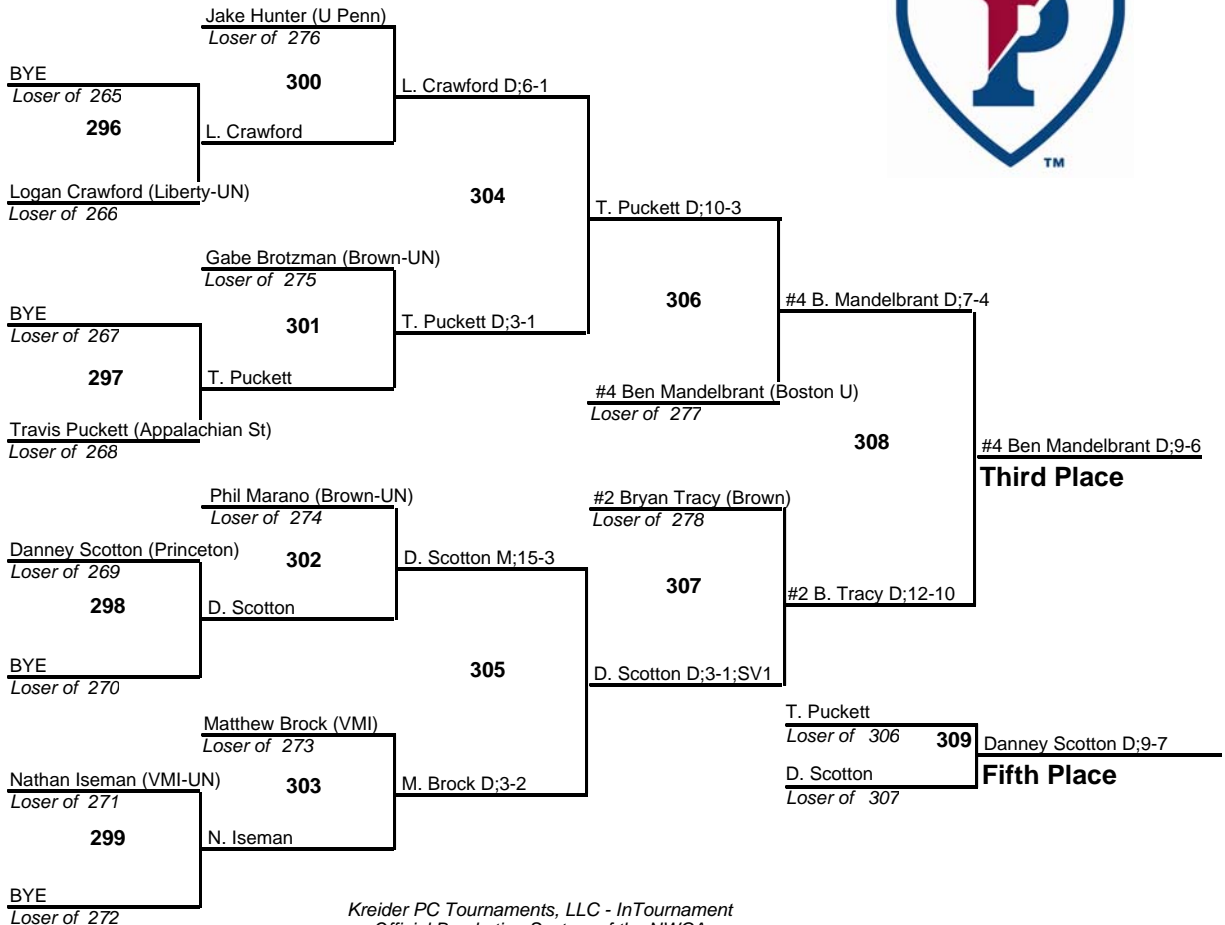 Jake Hunter (U Penn)
Loser of 276
BYE
Loser of 265
300
L. Crawford D;6-1
296
L. Crawford
Logan Crawford (Liberty-UN)
Loser of 266
304
T. Puckett D;10-3
Gabe Brotzman (Brown-UN)
Loser of 275
BYE
Loser of 267
301
T. Puckett D;3-1
306
#4 B. Mandelbrant D;7-4
297
T. Puckett
#4 Ben Mandelbrant (Boston U)
Loser of 277
Travis Puckett (Appalachian St)
Loser of 268
308
#4 Ben Mandelbrant D;9-6
Third Place
Phil Marano (Brown-UN)
Loser of 274
#2 Bryan Tracy (Brown)
Loser of 278
Danney Scotton (Princeton)
Loser of 269
302
D. Scotton M;15-3
307
#2 B. Tracy D;12-10
298
D. Scotton
BYE
Loser of 270
305
D. Scotton D;3-1;SV1
T. Puckett
Loser of 306
309
Danney Scotton D;9-7
Fifth Place
D. Scotton
Loser of 307
Matthew Brock (VMI)
Loser of 273
Nathan Iseman (VMI-UN)
Loser of 271
303
M. Brock D;3-2
299
N. Iseman
BYE
Loser of 272
Kreider PC Tournaments, LLC - InTournament
P
TM